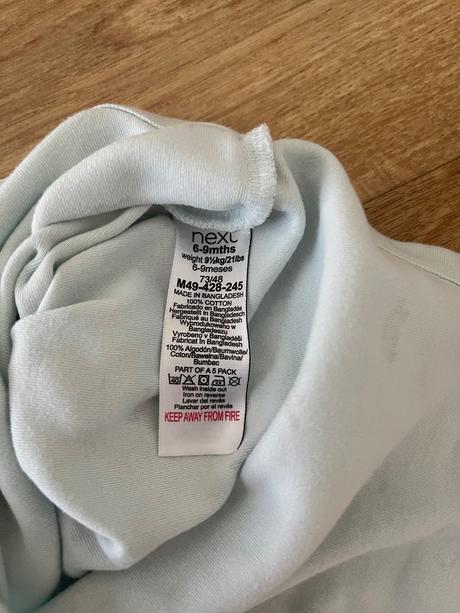 next
6-9mths
weight 9½kg/21lbs
6-9meses
73/48
M49-428-245
MADE IN BANGLADESH
100% COTTON
Fabricado en Bangladés
Hergestellt in Bangladesch
Fabriqué au Bangladesh
Wyprodukowano w
Bangladeszu
Vyrobeno v Bangladéši
Fabricat în Bangladesh
100% Algodón/Baumwolle/
Coton/Bawełna/Bavlna/
Bumbac
PART OF A 5 PACK
40
Wash inside out
Iron on reverse
Lavar del revés
Planchar por el revés
KEEP AWAY FROM FIRE